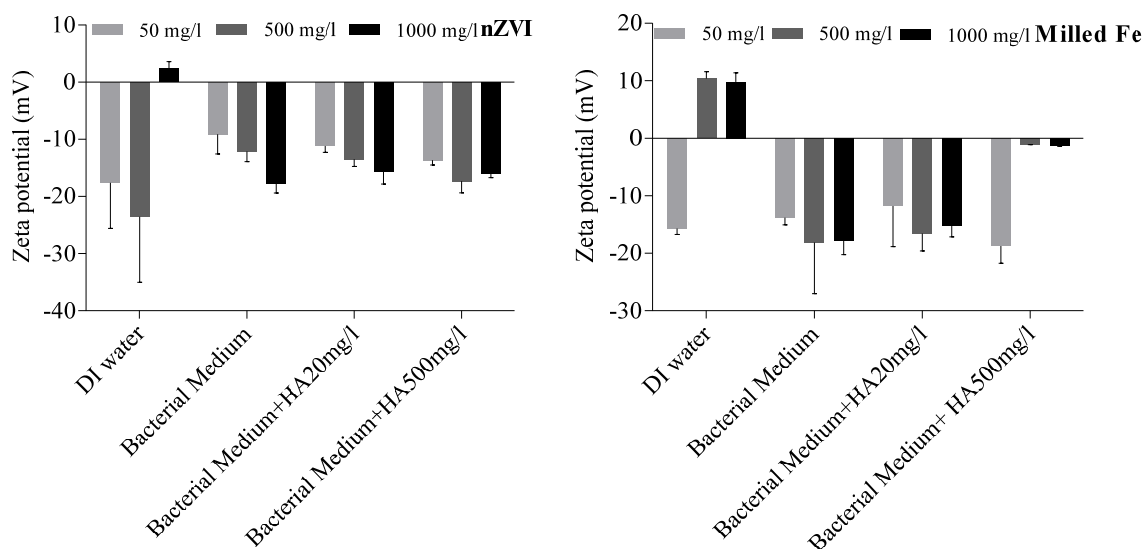 50 mg/l 500 mg/l 1000 mg/l nZVI
Zeta potential (mV)
10
0
-10
-20
-30
-40
DI water
Bacterial Medium
Bacterial Medium+HA20mg/l
Bacterial Medium+HA500mg/l
50 mg/l 500 mg/l 1000 mg/l Milled Fe
Zeta potential (mV)
20
10
0
-10
-20
-30
DI water
Bacterial Medium
Bacterial Medium+HA20mg/l
Bacterial Medium+ HA500mg/l